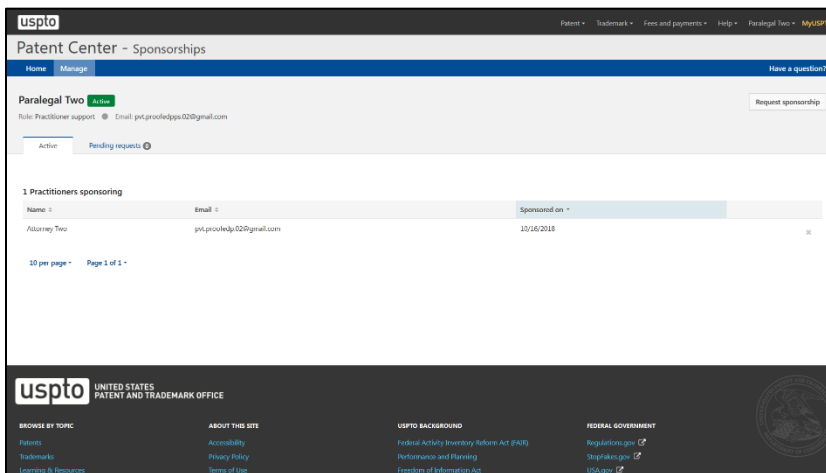 uspto
Patent Trademark Fees and payments Help Paralegal Two MyUSPT
Patent Center - Sponsorships
Home Manage Have a question?
Paralegal Two Active
Request sponsorship
Role: Practitioner support Email: pvt.proofedpps.02@gmail.com
Active Pending requests 0
1 Practitioners sponsoring
Name Email Sponsored on
Attorney Two pvt.proofedp.02@gmail.com 10/16/2018
10 per page Page 1 of 1
uspto UNITED STATES
PATENT AND TRADEMARK OFFICE
BROWSE BY TOPIC ABOUT THIS SITE USPTO BACKGROUND FEDERAL GOVERNMENT
Patents Accessibility Federal Activity Inventory Reform Act (FAIR) Regulations.gov
Trademarks Privacy Policy Performance and Planning StopFakes.gov
Learning & Resources Terms of Use Freedom of Information Act USA.gov